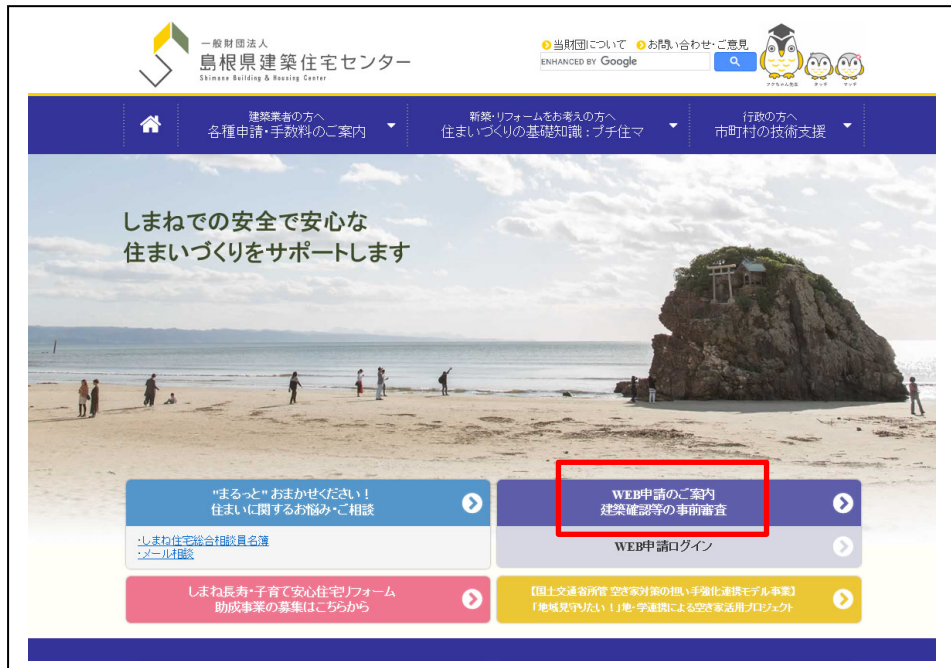 一般財団法人
島根県建築住宅センター
Shimane Building & Housing Center
当財団について お問い合わせ・ご意見
ENHANCED BY Google
フクちゃん先生 タッチ マッチ
建築業者の方へ
各種申請・手数料のご案内
新築・リフォームをお考えの方へ
住まいづくりの基礎知識：プチ住マ
行政の方へ
市町村の技術支援
しまねでの安全で安心な
住まいづくりをサポートします
"まるっと" おまかせください！
住まいに関するお悩み・ご相談
・しまね住宅総合相談員名簿
・メール相談
WEB申請のご案内
建築確認等の事前審査
WEB申請ログイン
しまね長寿・子育て安心住宅リフォーム
助成事業の募集はこちらから
【国土交通省所管 空き家対策の担い手強化連携モデル事業】
「地域見守りたい！」地・学連携による空き家活用プロジェクト